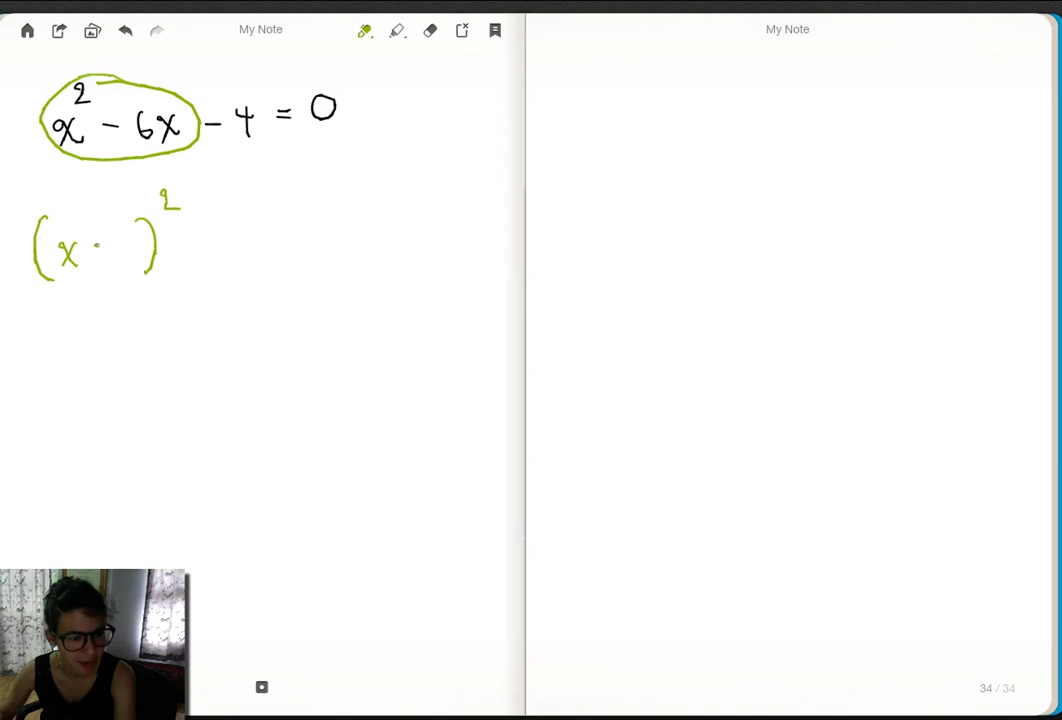 My Note
My Note
x² - 6x - 4 = 0
(x - )²
34 / 34